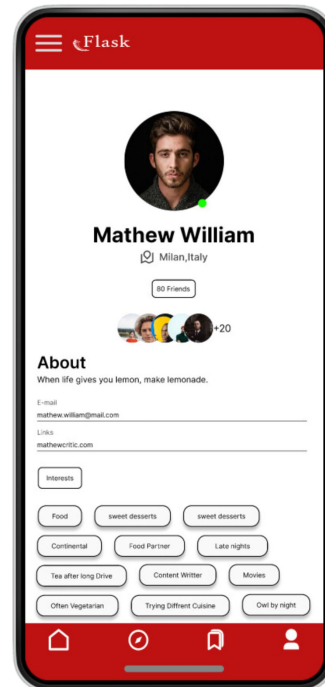 Flask
Mathew William
Milan,Italy
80 Friends
+20
About
When life gives you lemon, make lemonade.
E-mail
mathew.william@mail.com
Links
mathewcritic.com
Interests
Food sweet desserts sweet desserts
Continental Food Partner Late nights
Tea after long Drive Content Writter Movies
Often Vegetarian Trying Diffrent Cuisine Owl by night